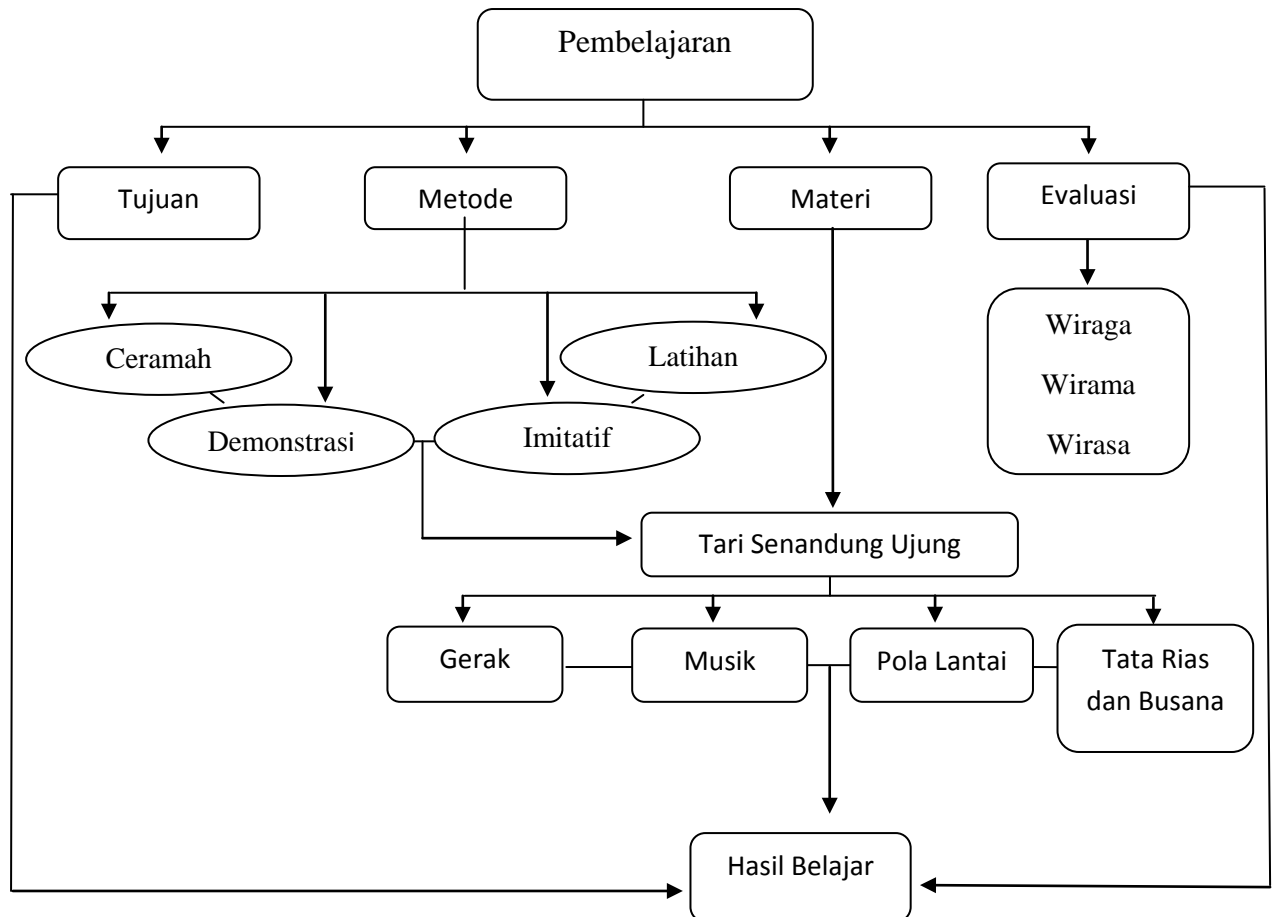 Pembelajaran
Tujuan
Metode
Materi
Evaluasi
Ceramah
Demonstrasi
Imitatif
Latihan
Wiraga
Wirama
Wirasa
Tari Senandung Ujung
Gerak
Musik
Pola Lantai
Tata Rias
dan Busana
Hasil Belajar